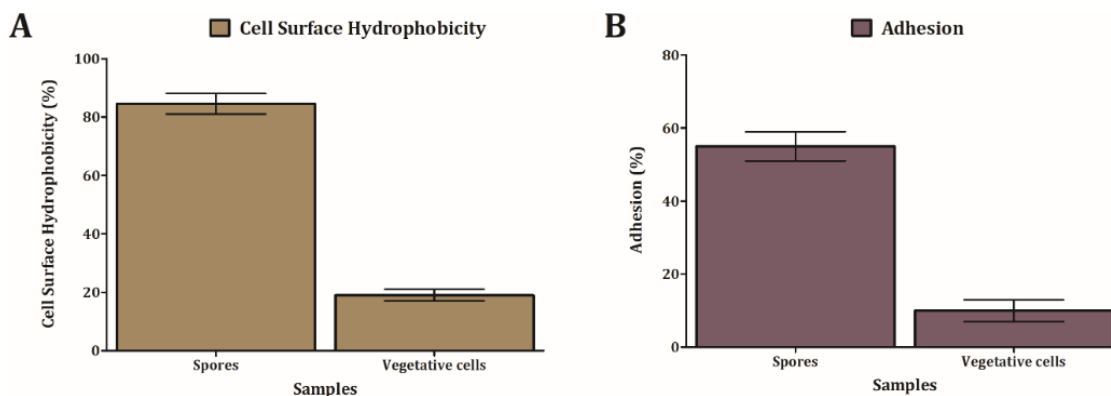 A
Cell Surface Hydrophobicity
Cell Surface Hydrophobicity (%)
100
80
60
40
20
0
Spores
Vegetative cells
Samples
B
Adhesion
Adhesion (%)
80
60
40
20
0
Spores
Vegetative cells
Samples